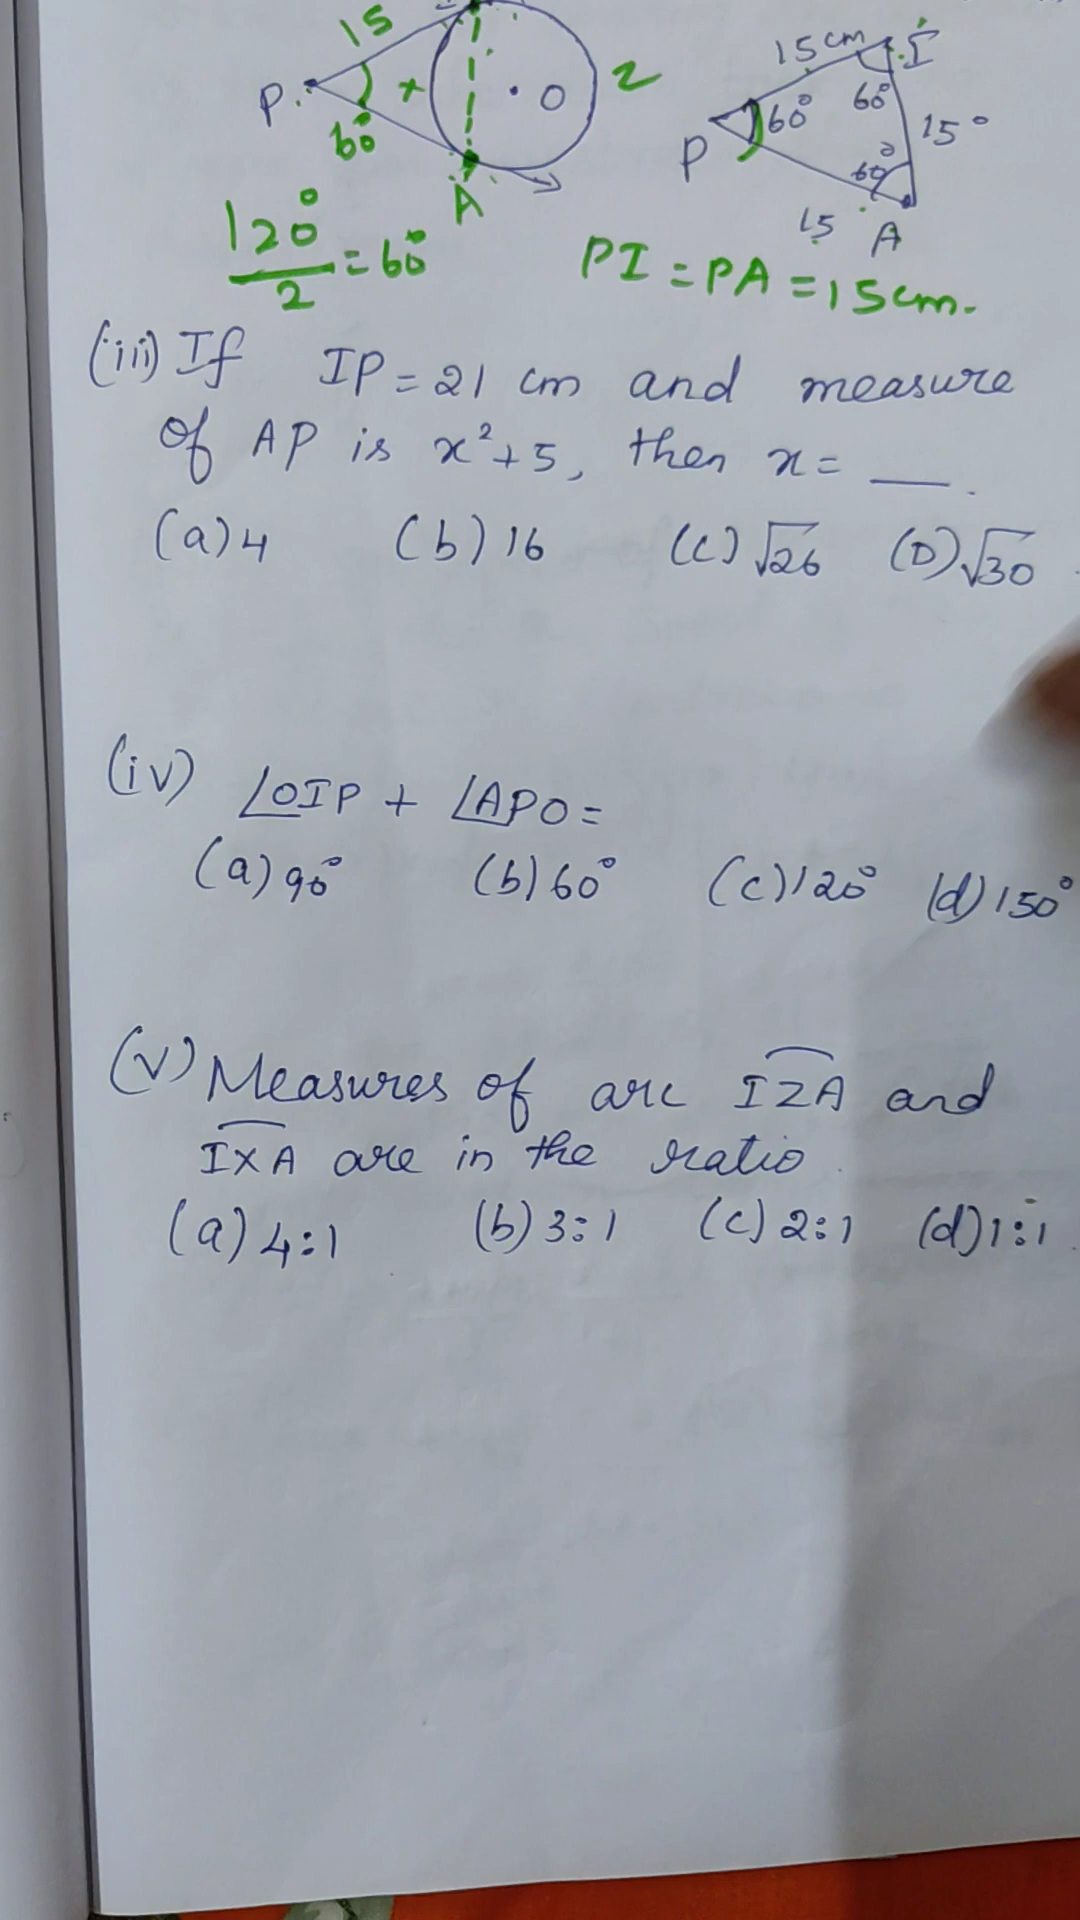 15
P.
60°
x
O
Z
A
15 cm
I
60°
60°
15°
P
60°
15
A
120°/2 = 60°
PI = PA = 15 cm.
(iii) If IP = 21 cm and measure
of AP is x²+5, then x = __.
(a) 4 (b) 16 (c) √26 (D) √30
(iv) ∠OIP + ∠APO =
(a) 90° (b) 60° (c) 120° (d) 150°
(v) Measures of arc IZA and
IXA are in the ratio.
(a) 4:1 (b) 3:1 (c) 2:1 (d) 1:1